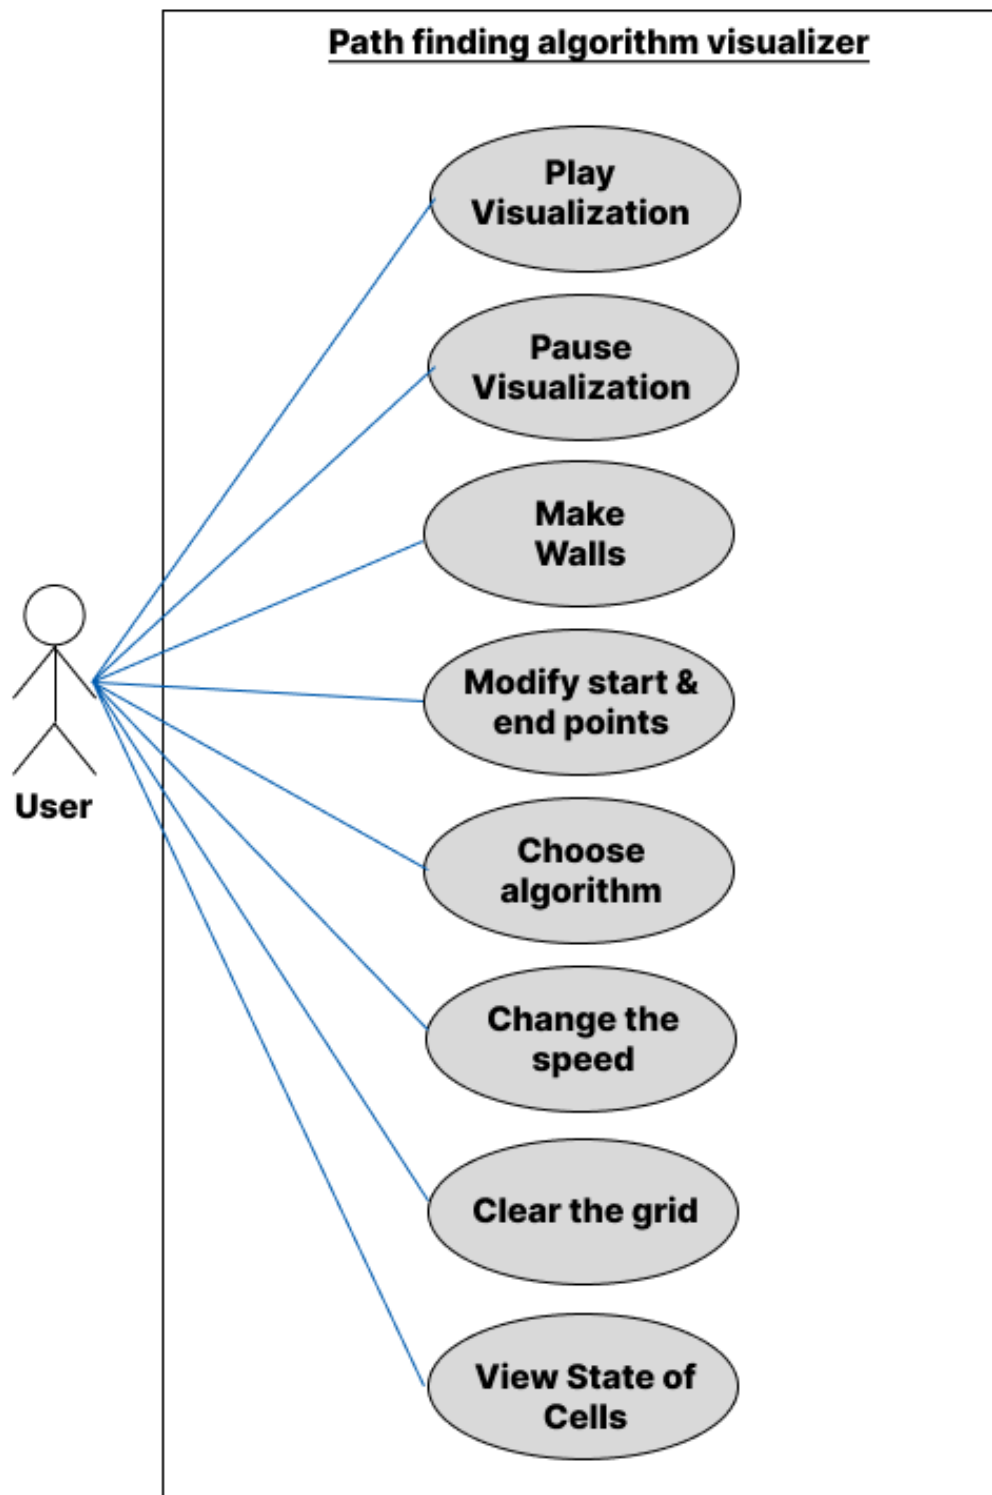 Path finding algorithm visualizer
Play
Visualization
Pause
Visualization
Make
Walls
Modify start &
end points
User
Choose
algorithm
Change the
speed
Clear the grid
View State of
Cells